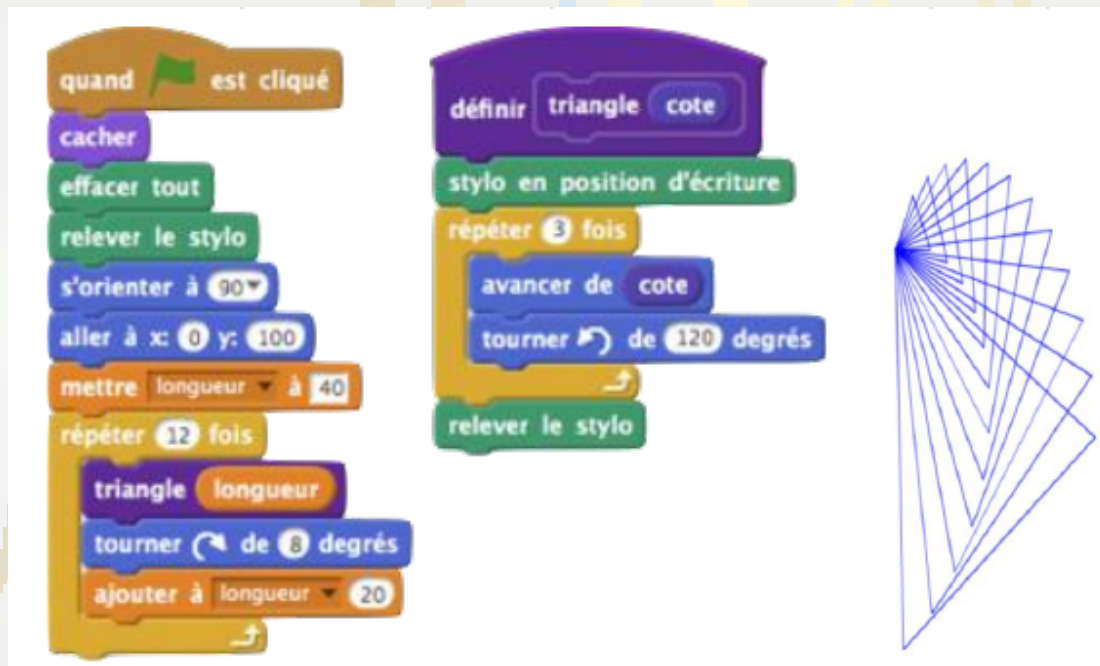 quand est cliqué
cacher
effacer tout
relever le stylo
s'orienter à 90
aller à x: 0 y: 100
mettre longueur à 40
répéter 12 fois
triangle longueur
tourner de 8 degrés
ajouter à longueur 20
définir triangle cote
stylo en position d'écriture
répéter 3 fois
avancer de cote
tourner de 120 degrés
relever le stylo